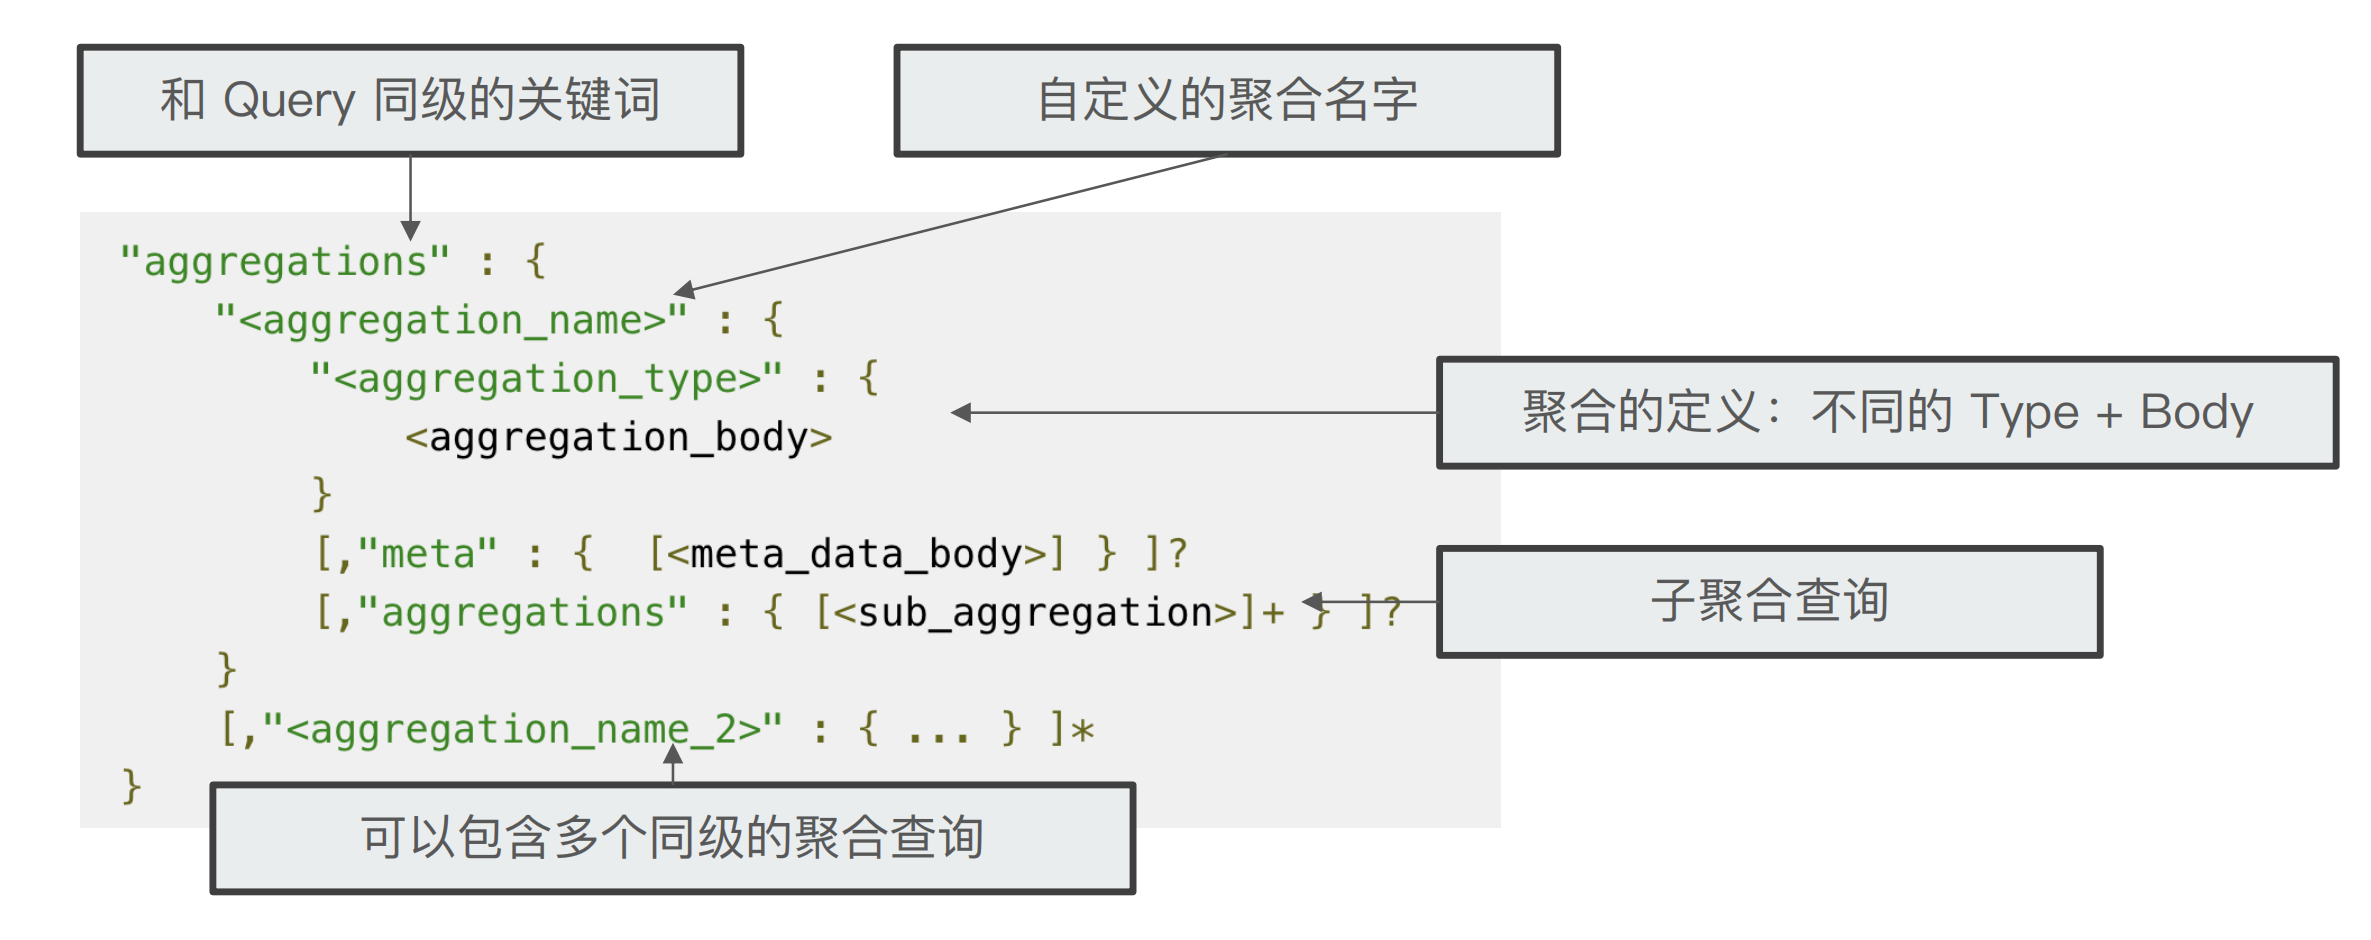 和 Query 同级的关键词
自定义的聚合名字
"aggregations" : {
"<aggregation_name>" : {
"<aggregation_type>" : {
<aggregation_body>
}
[,"meta" : {  [<meta_data_body>] } ]?
[,"aggregations" : { [<sub_aggregation>]+ } ]?
}
[,"<aggregation_name_2>" : { ... } ]*
}
聚合的定义：不同的 Type + Body
子聚合查询
可以包含多个同级的聚合查询